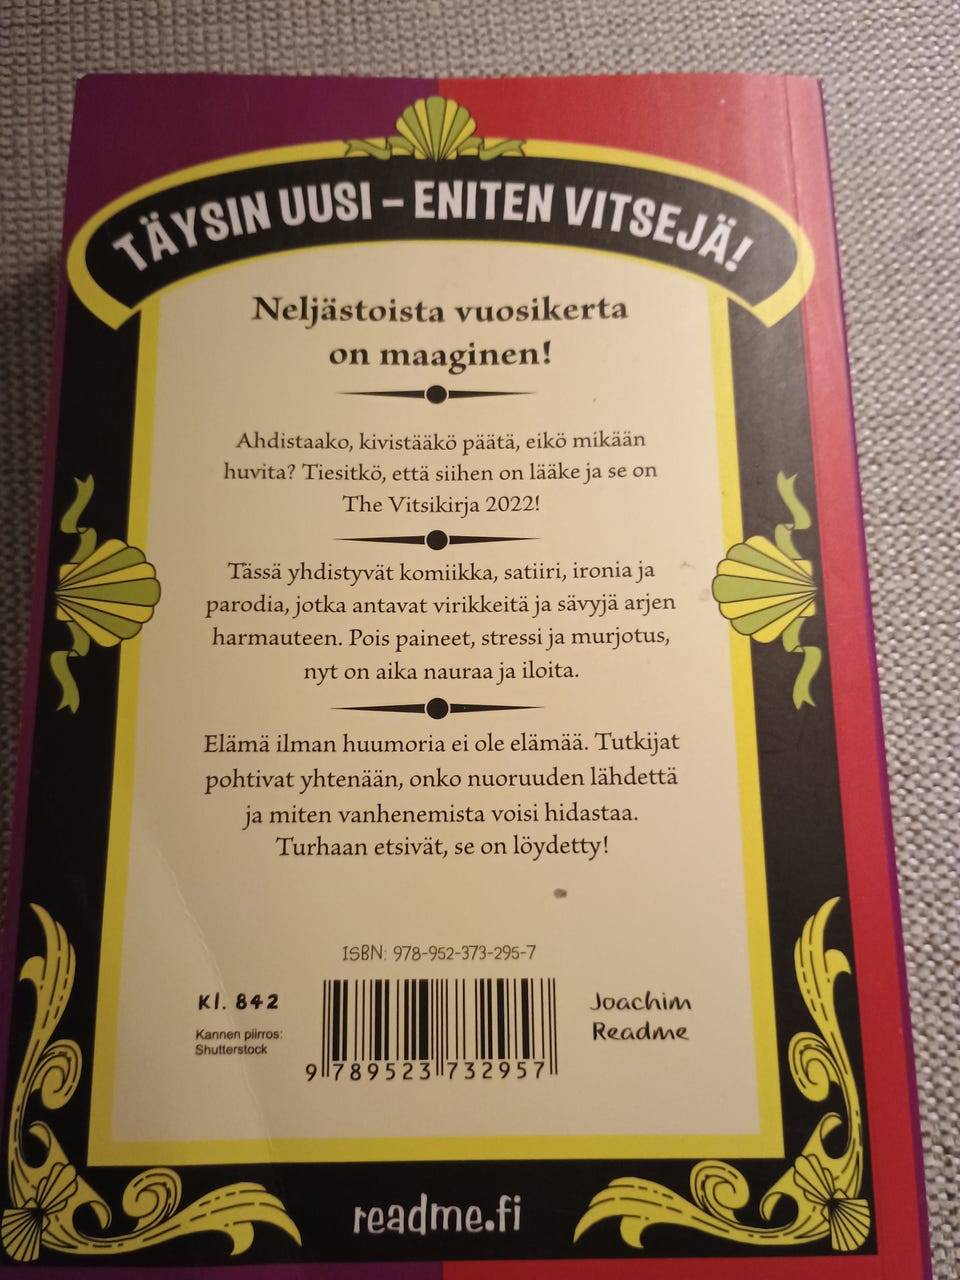 TÄYSIN UUSI – ENITEN VITSEJÄ!
Neljästoista vuosikerta
on maaginen!
Ahdistaako, kivistääkö päätä, eikö mikään
huvita? Tiesitkö, että siihen on lääke ja se on
The Vitsikirja 2022!
Tässä yhdistyvät komiikka, satiiri, ironia ja
parodia, jotka antavat virikkeitä ja sävyjä arjen
harmauteen. Pois paineet, stressi ja murjotus,
nyt on aika nauraa ja iloita.
Elämä ilman huumoria ei ole elämää. Tutkijat
pohtivat yhtenään, onko nuoruuden lähdettä
ja miten vanhenemista voisi hidastaa.
Turhaan etsivät, se on löydetty!
ISBN: 978-952-373-295-7
Kl. 842
Kannen piirros:
Shutterstock
9 789523 732957
Joachim
Readme
readme.fi